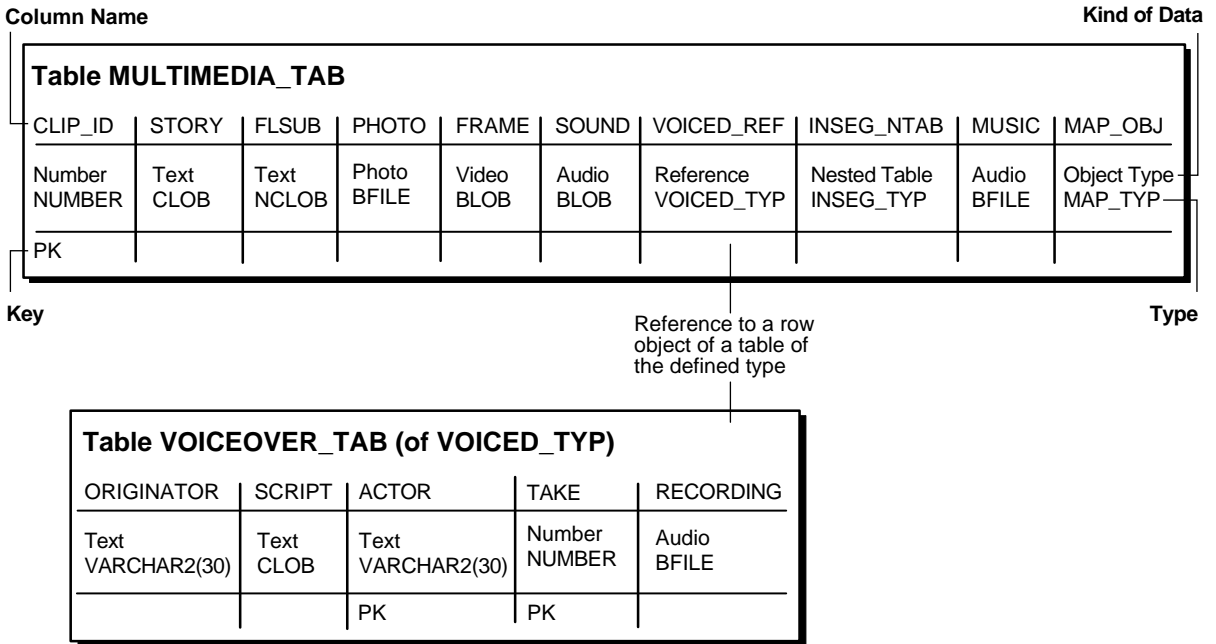 Column Name
Kind of Data
Table MULTIMEDIA_TAB
CLIP_ID STORY FLSUB PHOTO FRAME SOUND VOICED_REF INSEG_NTAB MUSIC MAP_OBJ
Number Text Text Photo Video Audio Reference Nested Table Audio Object Type
NUMBER CLOB NCLOB BFILE BLOB BLOB VOICED_TYP INSEG_TYP BFILE MAP_TYP
PK
Key
Type
Reference to a row
object of a table of
the defined type
Table VOICEOVER_TAB (of VOICED_TYP)
ORIGINATOR SCRIPT ACTOR TAKE RECORDING
Text Text Text Number Audio
VARCHAR2(30) CLOB VARCHAR2(30) NUMBER BFILE
PK PK